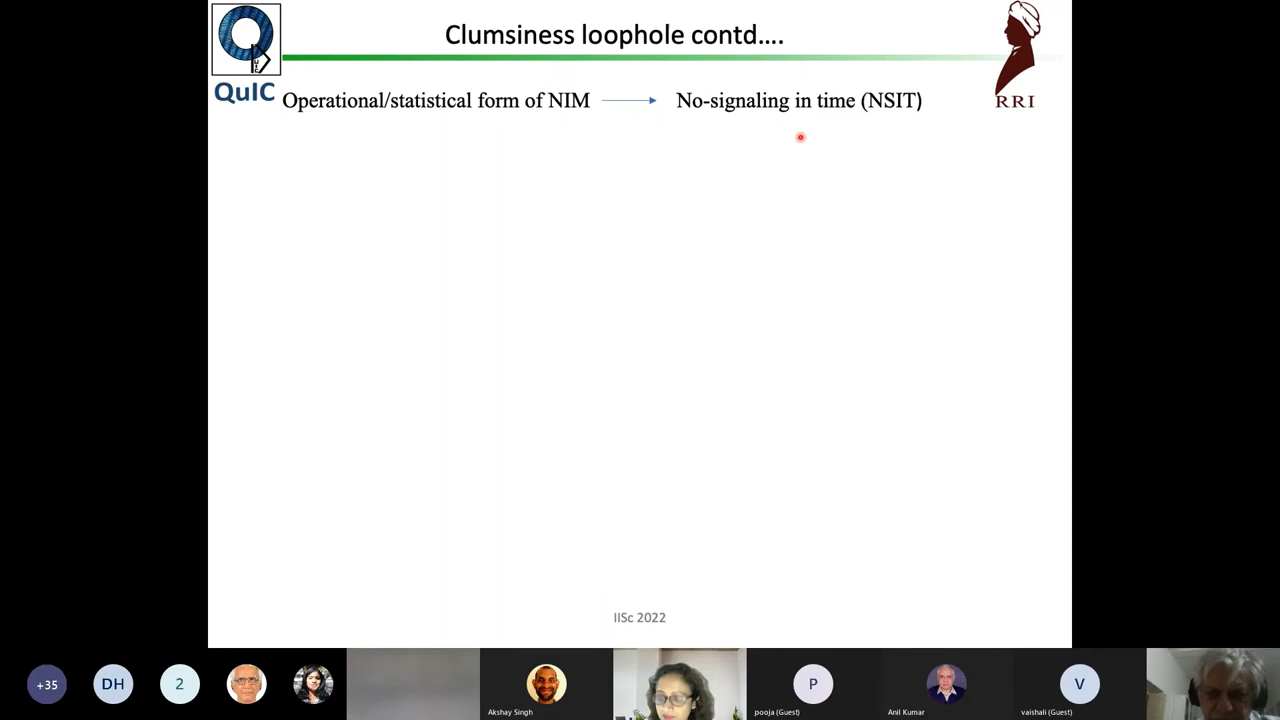 Clumsiness loophole contd....
QuIC
Operational/statistical form of NIM
No-signaling in time (NSIT)
RRI
IISc 2022
+35
DH
2
Akshay Singh
P
pooja (Guest)
Anil Kumar
V
vaishali (Guest)